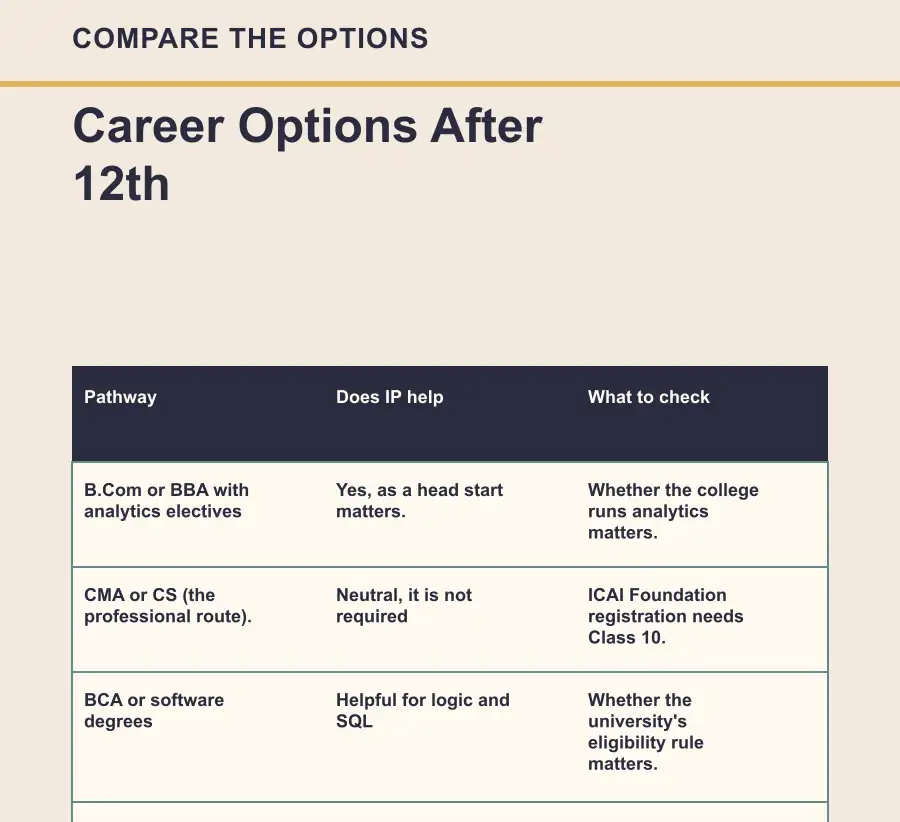 COMPARE THE OPTIONS
Career Options After
12th
Pathway
Does IP help
What to check
B.Com or BBA with
analytics electives
Yes, as a head start
matters.
Whether the college
runs analytics
matters.
CMA or CS (the
professional route).
Neutral, it is not
required
ICAI Foundation
registration needs
Class 10.
BCA or software
degrees
Helpful for logic and
SQL
Whether the
university's
eligibility rule
matters.